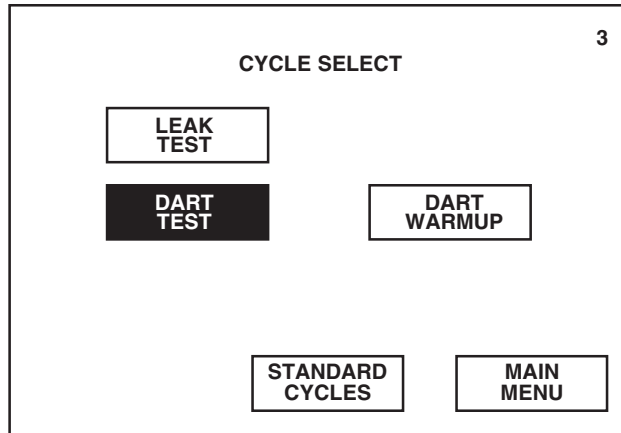 3
CYCLE SELECT
LEAK
TEST
DART
TEST
DART
WARMUP
STANDARD
CYCLES
MAIN
MENU